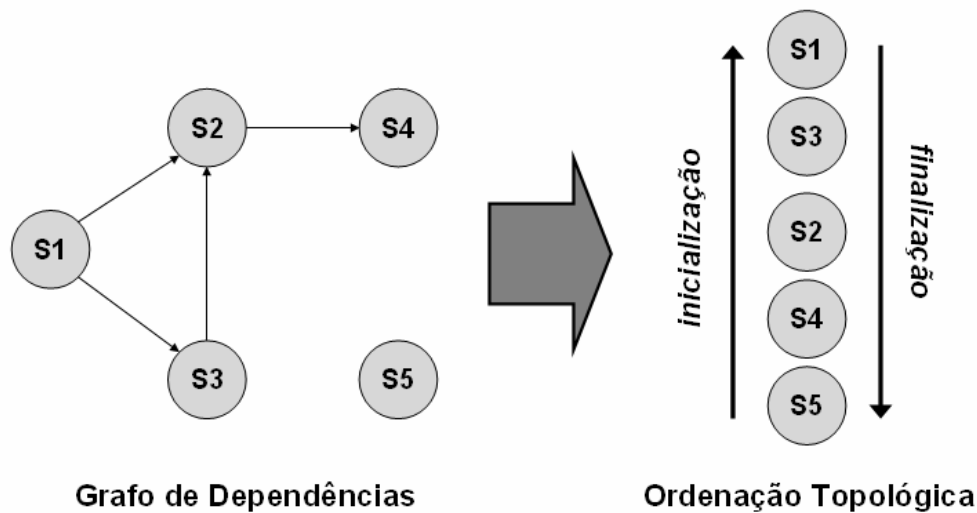 S2
S4
S1
S3
S5
Grafo de Dependências
inicialização
S1
S3
S2
S4
S5
finalização
Ordenação Topológica